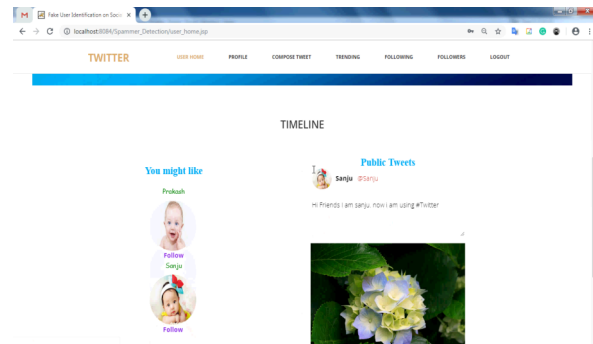 Fake User Identification on Socia
localhost:8084/Spammer_Detection/user_home.jsp
TWITTER
USER HOME
PROFILE
COMPOSE TWEET
TRENDING
FOLLOWING
FOLLOWERS
LOGOUT
TIMELINE
You might like
Prakash
Follow
Sanju
Follow
Public Tweets
Sanju @Sanju
Hi Friends i am sanju. now i am using #Twitter